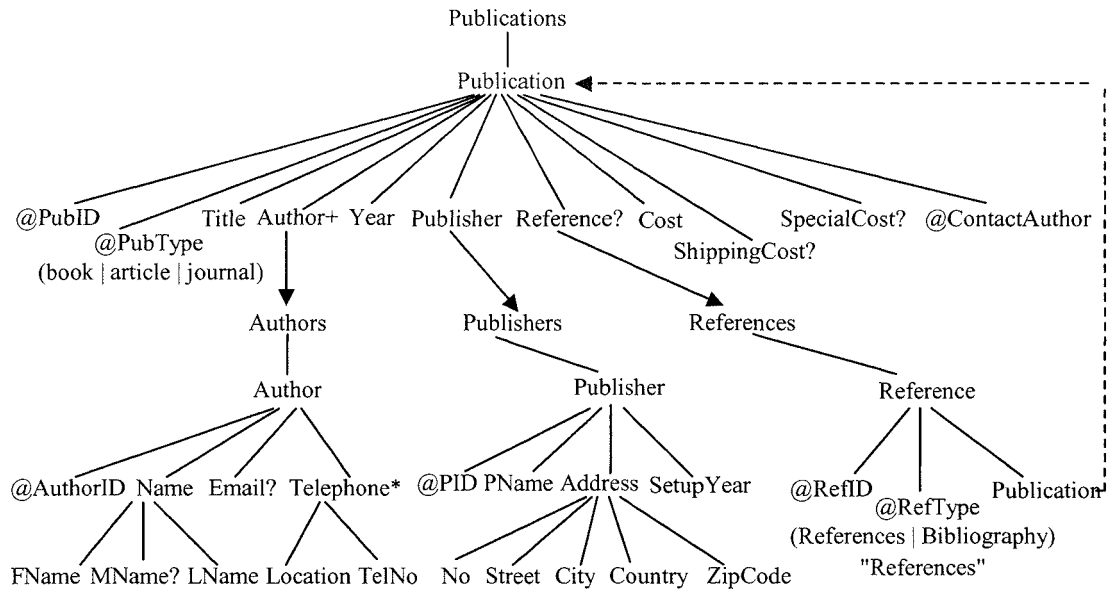 Publications
Publication
@PubID
@PubType
(book | article | journal)
Title
Author+
Year
Publisher
Reference?
Cost
ShippingCost?
SpecialCost?
@ContactAuthor
Authors
Publishers
References
Author
Publisher
Reference
@AuthorID
Name
Email?
Telephone*
@PID
PName
Address
SetupYear
@RefID
@RefType
(References | Bibliography)
"References"
Publication
FName
MName?
LName
Location
TelNo
No
Street
City
Country
ZipCode